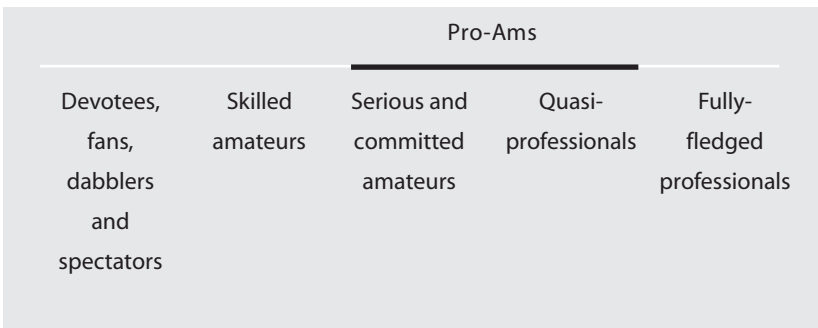 Pro-Ams
Devotees,
fans,
dabblers
and
spectators
Skilled
amateurs
Serious and
committed
amateurs
Quasi-
professionals
Fully-
fledged
professionals